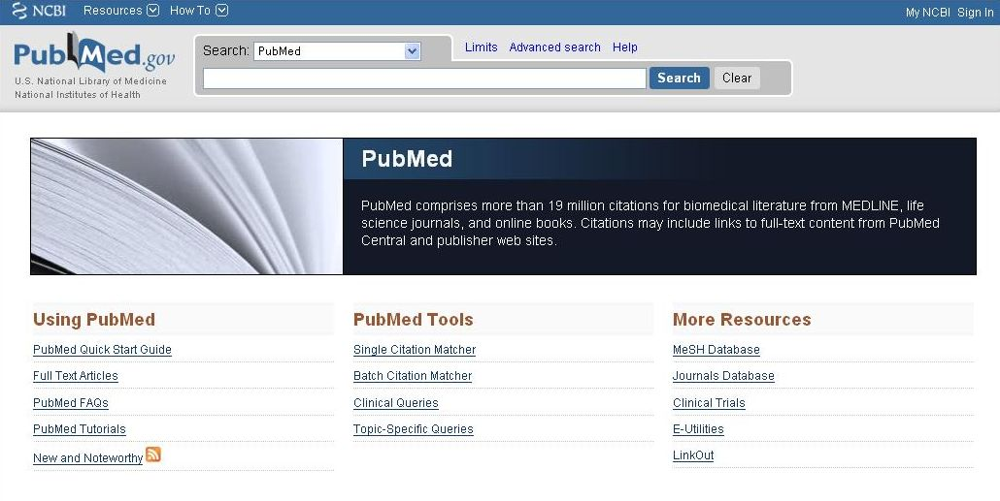 NCBI Resources How To My NCBI Sign In
PubMed.gov
U.S. National Library of Medicine
National Institutes of Health
Search: PubMed
Limits Advanced search Help
Search Clear
PubMed
PubMed comprises more than 19 million citations for biomedical literature from MEDLINE, life
science journals, and online books. Citations may include links to full-text content from PubMed
Central and publisher web sites.
Using PubMed
PubMed Quick Start Guide
Full Text Articles
PubMed FAQs
PubMed Tutorials
New and Noteworthy
PubMed Tools
Single Citation Matcher
Batch Citation Matcher
Clinical Queries
Topic-Specific Queries
More Resources
MeSH Database
Journals Database
Clinical Trials
E-Utilities
LinkOut